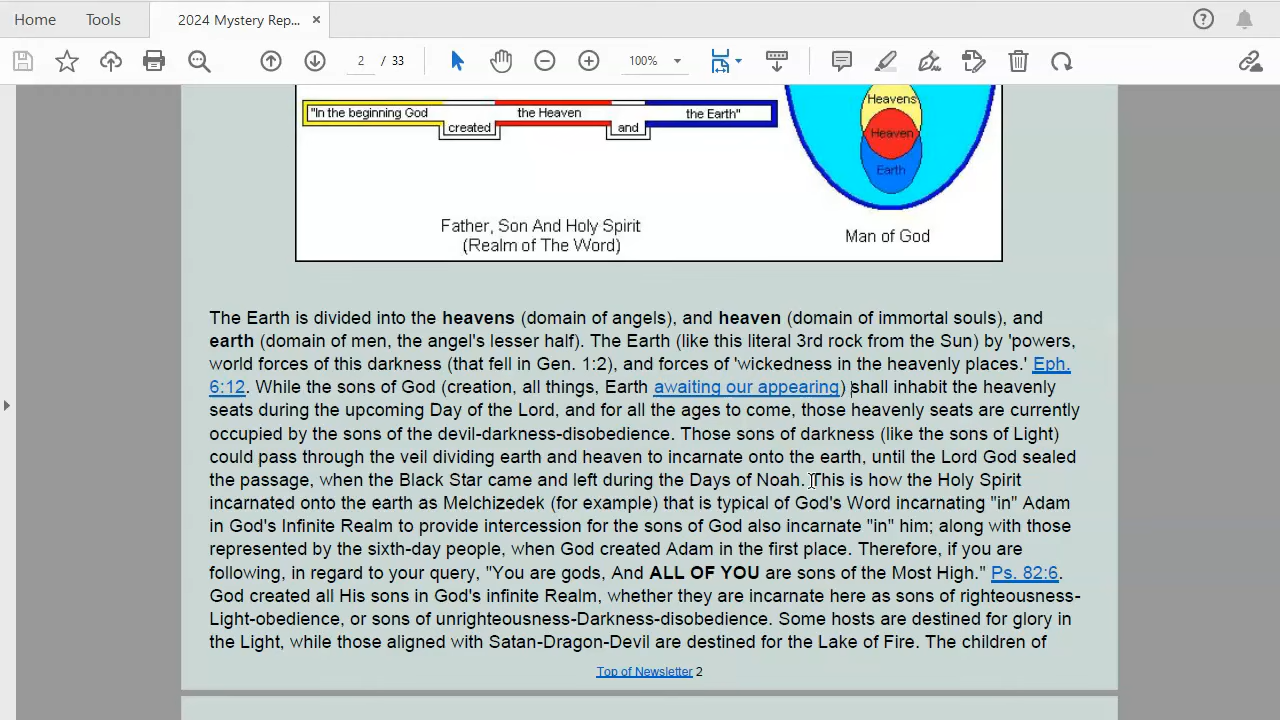 Home
Tools
2024 Mystery Rep...
2 / 33
100%
"In the beginning God
created
the Heaven
and
the Earth"
Heavens
Heaven
Earth
Father, Son And Holy Spirit
(Realm of The Word)
Man of God
The Earth is divided into the heavens (domain of angels), and heaven (domain of immortal souls), and
earth (domain of men, the angel's lesser half). The Earth (like this literal 3rd rock from the Sun) by 'powers,
world forces of this darkness (that fell in Gen. 1:2), and forces of 'wickedness in the heavenly places.' Eph.
6:12. While the sons of God (creation, all things, Earth awaiting our appearing) shall inhabit the heavenly
seats during the upcoming Day of the Lord, and for all the ages to come, those heavenly seats are currently
occupied by the sons of the devil-darkness-disobedience. Those sons of darkness (like the sons of Light)
could pass through the veil dividing earth and heaven to incarnate onto the earth, until the Lord God sealed
the passage, when the Black Star came and left during the Days of Noah. This is how the Holy Spirit
incarnated onto the earth as Melchizedek (for example) that is typical of God's Word incarnating "in" Adam
in God's Infinite Realm to provide intercession for the sons of God also incarnate "in" him; along with those
represented by the sixth-day people, when God created Adam in the first place. Therefore, if you are
following, in regard to your query, "You are gods, And ALL OF YOU are sons of the Most High." Ps. 82:6.
God created all His sons in God's infinite Realm, whether they are incarnate here as sons of righteousness-
Light-obedience, or sons of unrighteousness-Darkness-disobedience. Some hosts are destined for glory in
the Light, while those aligned with Satan-Dragon-Devil are destined for the Lake of Fire. The children of
Top of Newsletter 2